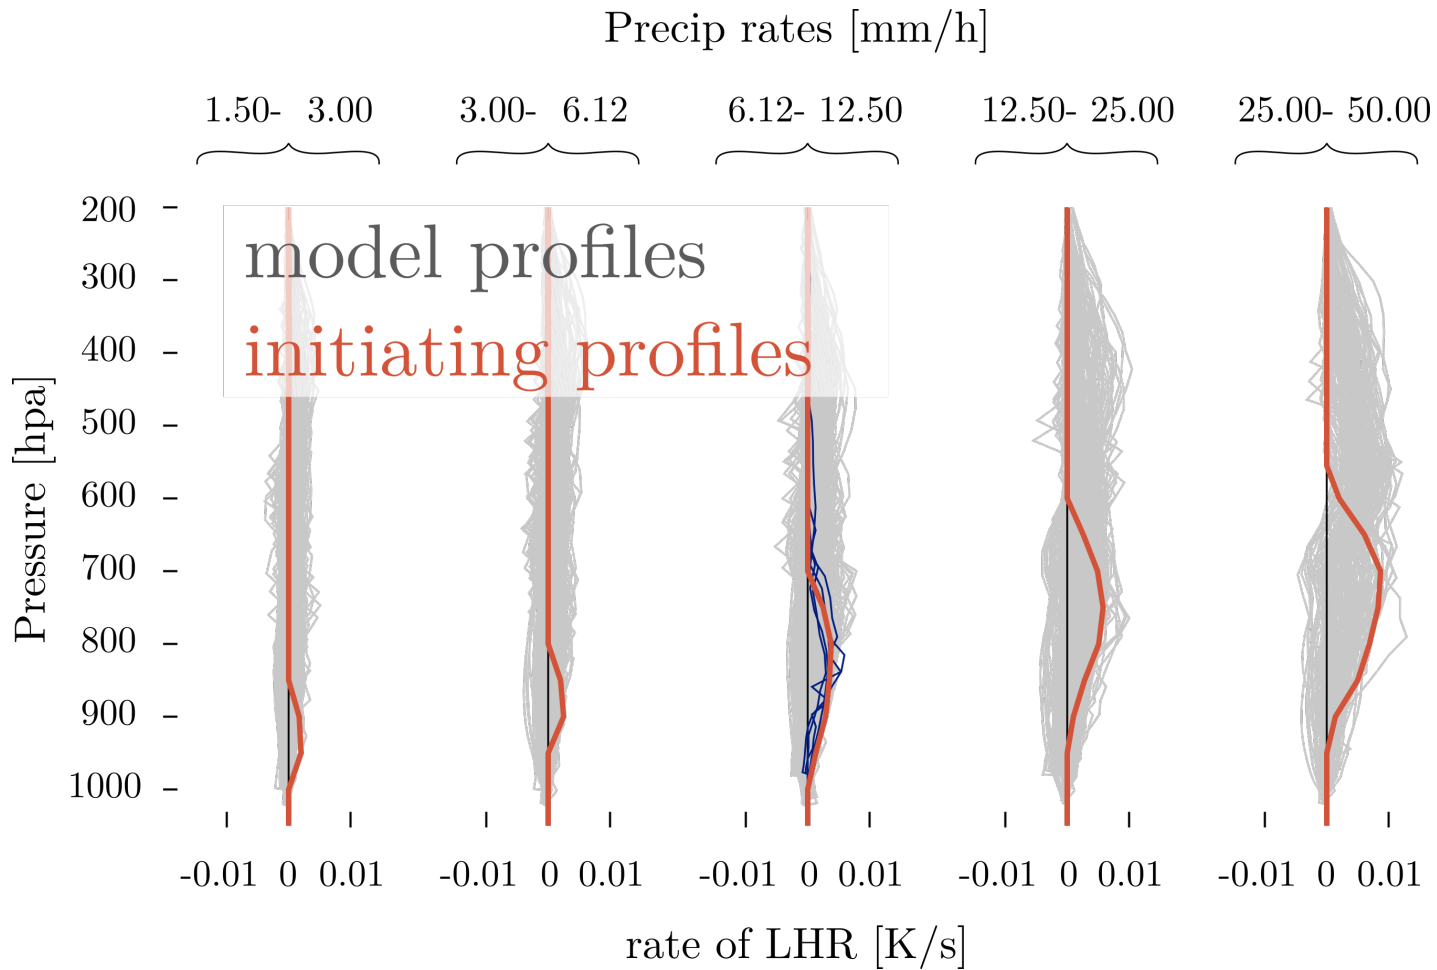 Precip rates [mm/h]
1.50- 3.00 3.00- 6.12 6.12- 12.50 12.50- 25.00 25.00- 50.00
200
300
400
500
600
700
800
900
1000
Pressure [hpa]
model profiles
initiating profiles
-0.01 0 0.01 -0.01 0 0.01 -0.01 0 0.01 -0.01 0 0.01 -0.01 0 0.01
rate of LHR [K/s]